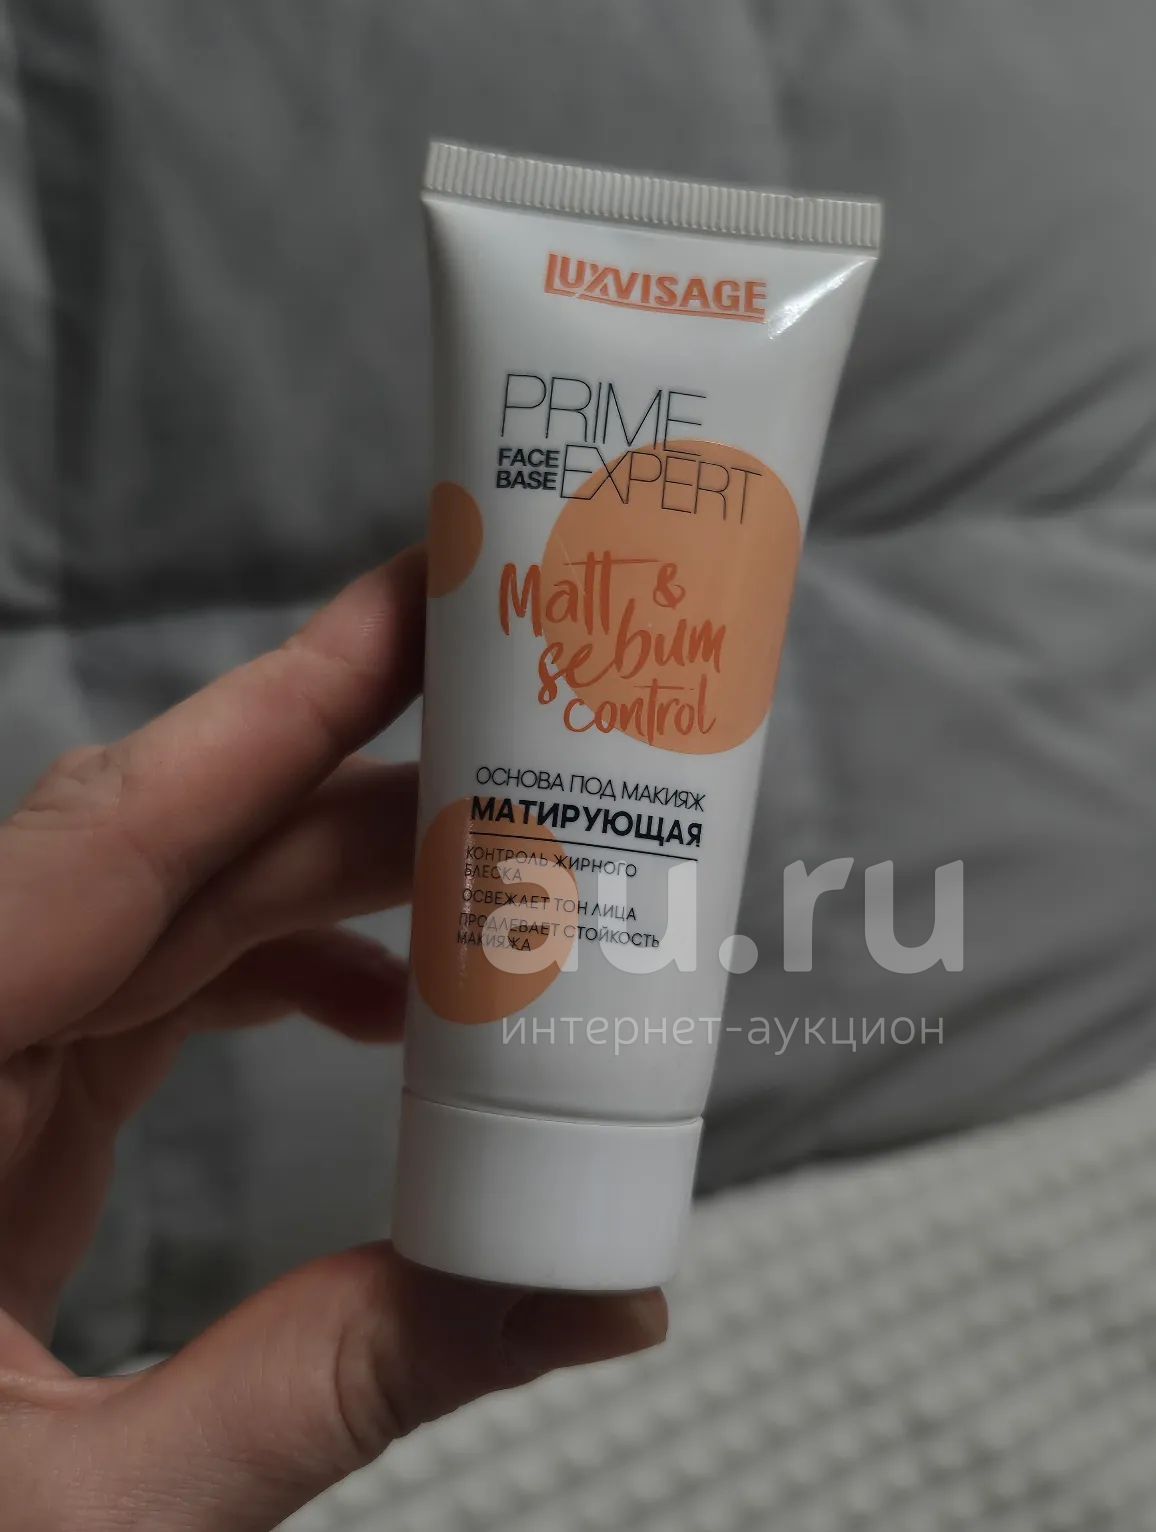 LUXVISAGE
PRIME
FACE
BASE EXPERT
Matt &
sebum
control
ОСНОВА ПОД МАКИЯЖ
МАТИРУЮЩАЯ
КОНТРОЛЬ ЖИРНОГО
БЛЕСКА
ОСВЕЖАЕТ ТОН ЛИЦА
ПРОДЛЕВАЕТ СТОЙКОСТЬ
МАКИЯЖА
au.ru
интернет-аукцион